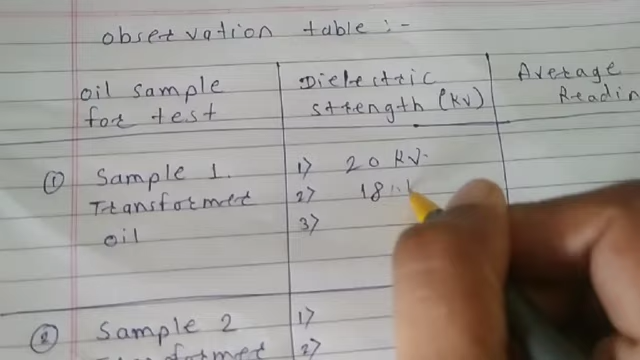 observation table :-
oil sample for test
Dielectric strength (kv)
Average Readin
① Sample 1. Transformer oil
1) 20 kv.
2) 18
3)
② Sample 2
1)
2)